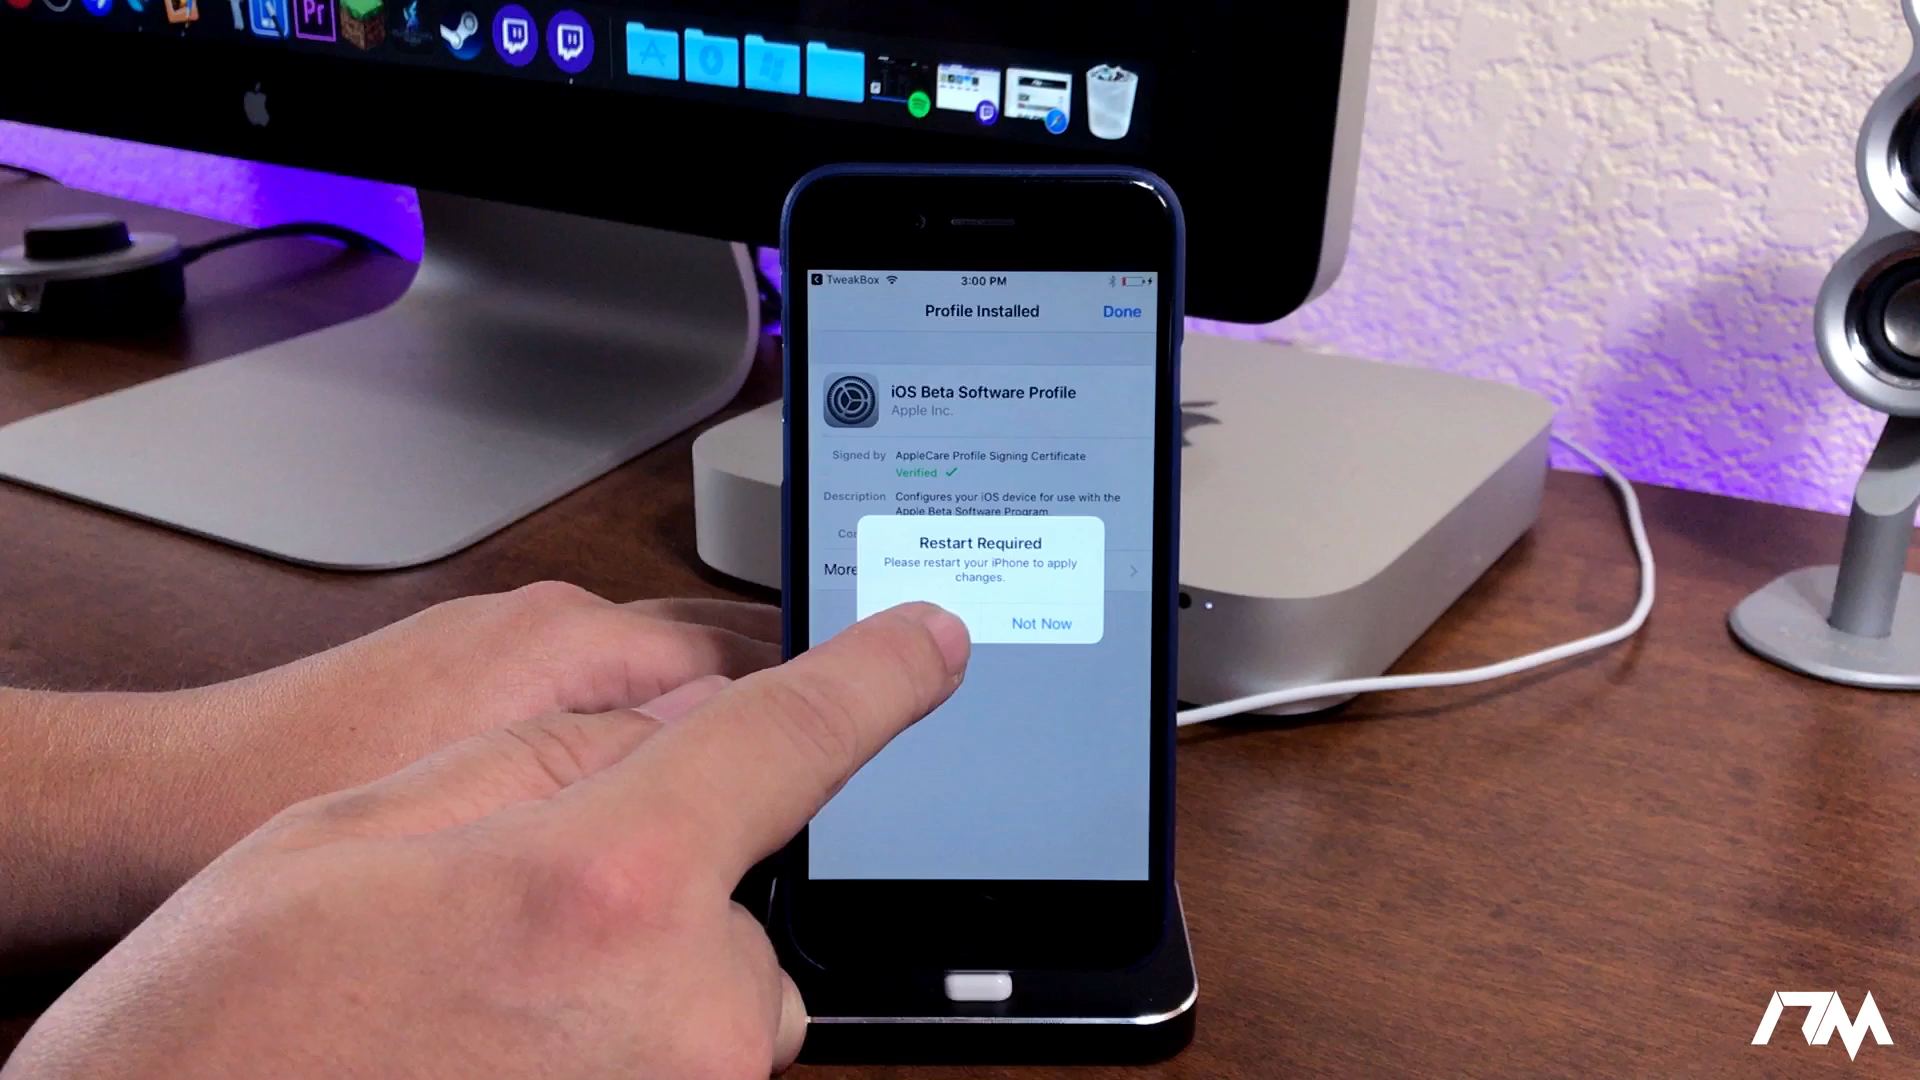 Pr
TweakBox
3:00 PM
Profile Installed
Done
iOS Beta Software Profile
Apple Inc.
Signed by
AppleCare Profile Signing Certificate
Verified
Description
Configures your iOS device for use with the
Apple Beta Software Program.
Restart Required
Please restart your iPhone to apply
changes.
More
Not Now